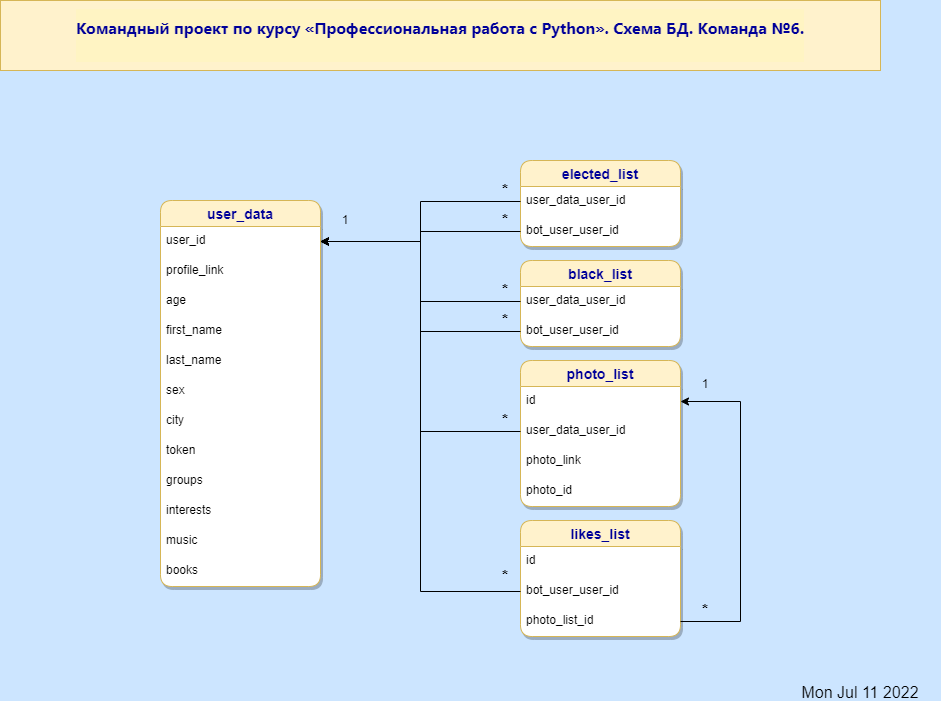 Командный проект по курсу «Профессиональная работа с Python». Схема БД. Команда №6.
user_data
user_id
profile_link
age
first_name
last_name
sex
city
token
groups
interests
music
books
1
*
*
*
*
*
*
elected_list
user_data_user_id
bot_user_user_id
black_list
user_data_user_id
bot_user_user_id
photo_list
id
user_data_user_id
photo_link
photo_id
likes_list
id
bot_user_user_id
photo_list_id
1
*
Mon Jul 11 2022